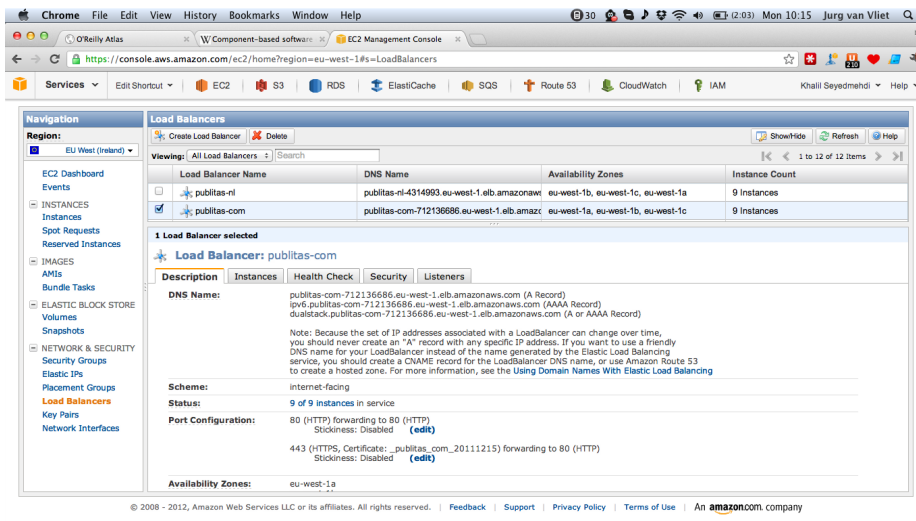 Chrome File Edit View History Bookmarks Window Help 30 (2:03) Mon 10:15 Jurg van Vliet
O'Reilly Atlas Component-based software EC2 Management Console
https://console.aws.amazon.com/ec2/home?region=eu-west-1#s=LoadBalancers 210
Services Edit Shortcut EC2 S3 RDS ElastiCache SQS Route 53 CloudWatch IAM Khalil Seyedmehdi Help
Navigation
Region:
EU West (Ireland)
EC2 Dashboard
Events
INSTANCES
Instances
Spot Requests
Reserved Instances
IMAGES
AMIs
Bundle Tasks
ELASTIC BLOCK STORE
Volumes
Snapshots
NETWORK & SECURITY
Security Groups
Elastic IPs
Placement Groups
Load Balancers
Key Pairs
Network Interfaces
Load Balancers
Create Load Balancer Delete Show/Hide Refresh Help
Viewing: All Load Balancers Search 1 to 12 of 12 Items
Load Balancer Name DNS Name Availability Zones Instance Count
publitas-nl publitas-nl-4314993.eu-west-1.elb.amazonaws eu-west-1b, eu-west-1c, eu-west-1a 9 Instances
publitas-com publitas-com-712136686.eu-west-1.elb.amazo eu-west-1a, eu-west-1b, eu-west-1c 9 Instances
1 Load Balancer selected
Load Balancer: publitas-com
Description Instances Health Check Security Listeners
DNS Name: publitas-com-712136686.eu-west-1.elb.amazonaws.com (A Record)
ipv6.publitas-com-712136686.eu-west-1.elb.amazonaws.com (AAAA Record)
dualstack.publitas-com-712136686.eu-west-1.elb.amazonaws.com (A or AAAA Record)
Note: Because the set of IP addresses associated with a LoadBalancer can change over time,
you should never create an "A" record with any specific IP address. If you want to use a friendly
DNS name for your LoadBalancer instead of the name generated by the Elastic Load Balancing
service, you should create a CNAME record for the LoadBalancer DNS name, or use Amazon Route 53
to create a hosted zone. For more information, see the Using Domain Names With Elastic Load Balancing
Scheme: internet-facing
Status: 9 of 9 instances in service
Port Configuration: 80 (HTTP) forwarding to 80 (HTTP)
Stickiness: Disabled (edit)
443 (HTTPS, Certificate: _publitas_com_20111215) forwarding to 80 (HTTP)
Stickiness: Disabled (edit)
Availability Zones: eu-west-1a
© 2008 - 2012, Amazon Web Services LLC or its affiliates. All rights reserved. | Feedback | Support | Privacy Policy | Terms of Use | An amazon.com. company